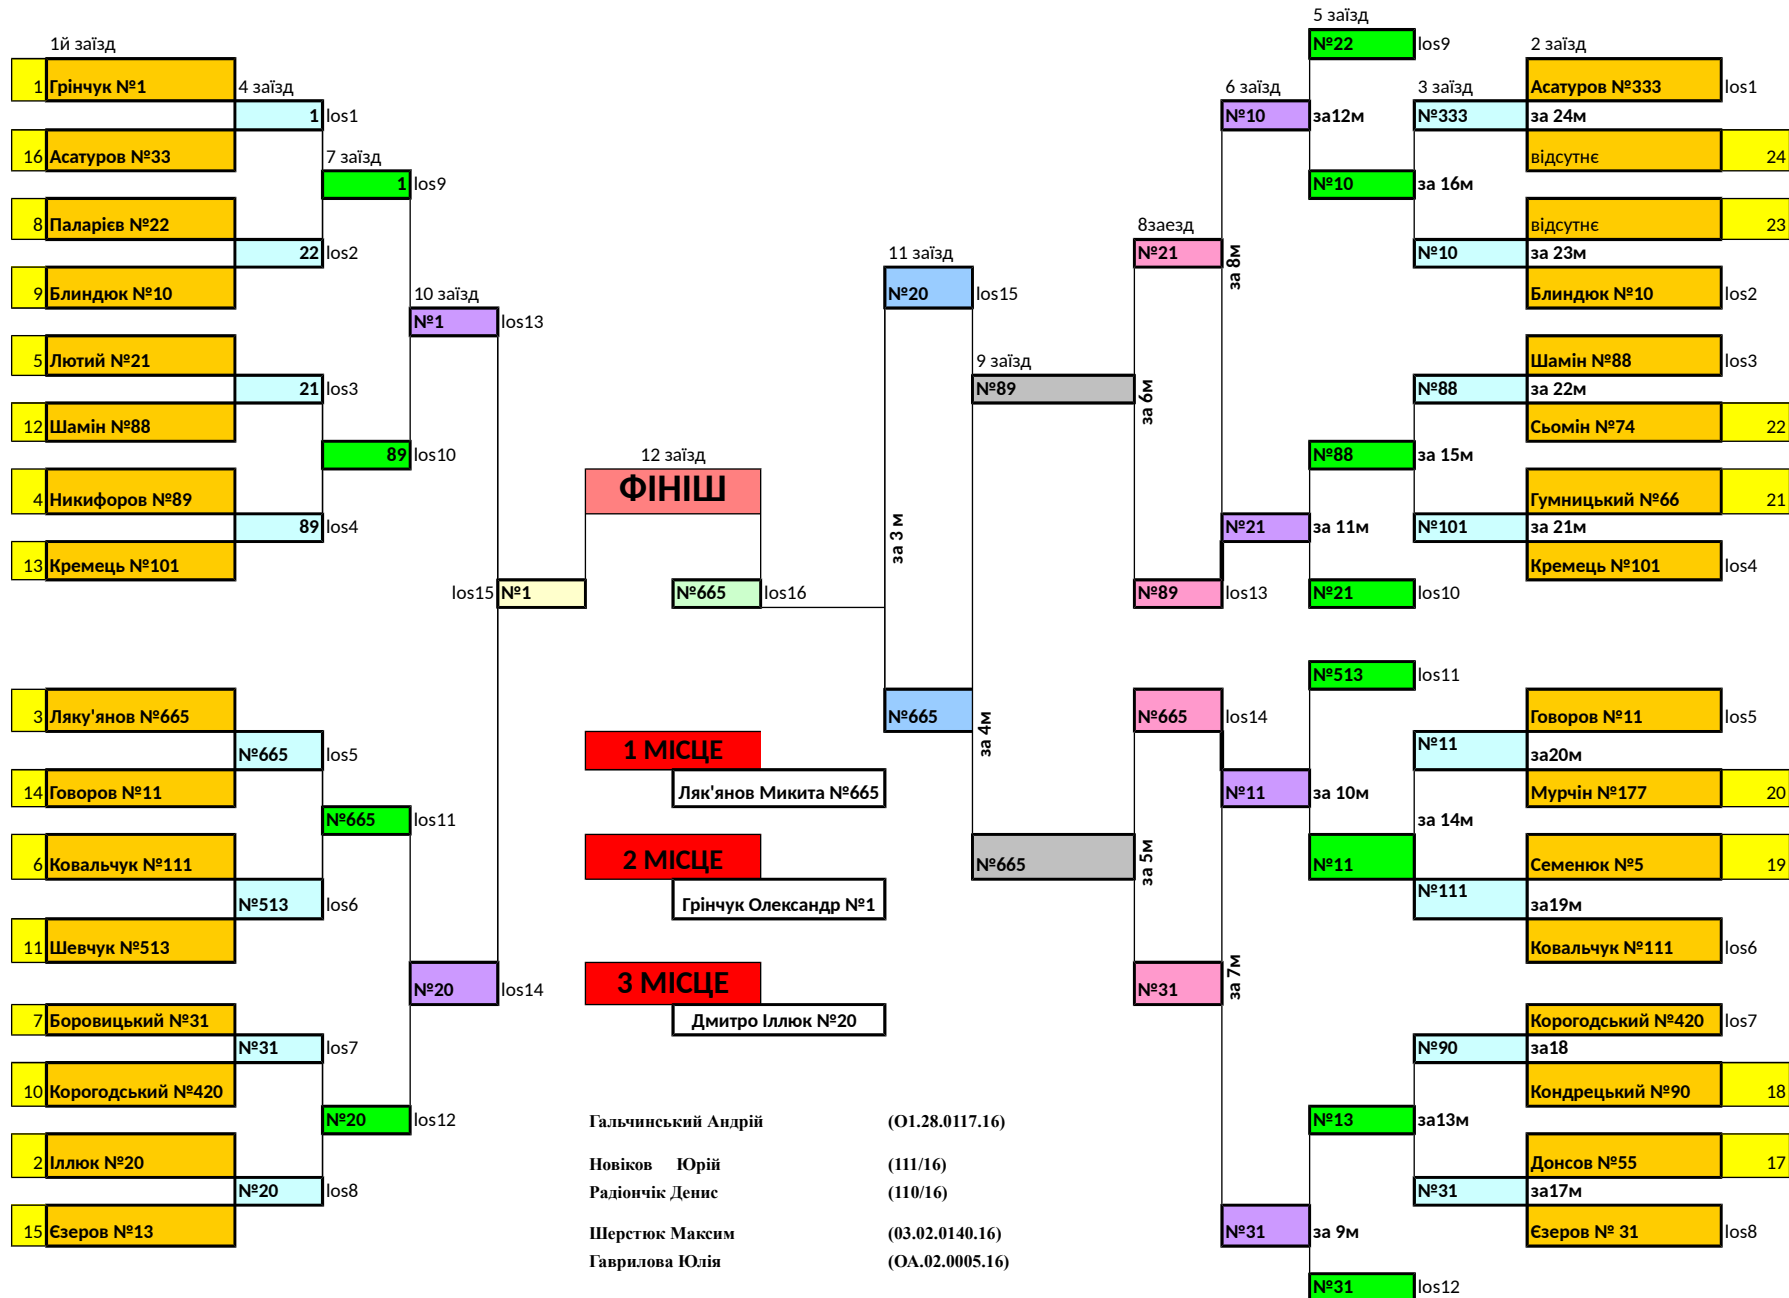 5 заїзд
1й заїзд
№22 los9
2 заїзд
1 Грінчук №1
4 заїзд
6 заїзд
3 заїзд
Асатуров №333 los1
1 los1
№10 за12м
№333 за 24м
16 Асатуров №33
7 заїзд
відсутнє 24
1 los9
№10 за 16м
8 Паларієв №22
8заезд
відсутнє 23
22 los2
11 заїзд
№21
за 8м
№10 за 23м
9 Блиндюк №10
10 заїзд
№20 los15
Блиндюк №10 los2
№1 los13
5 Лютий №21
9 заїзд
Шамін №88 los3
21 los3
№89
за 6м
№88 за 22м
12 Шамін №88
Сьомін №74 22
89 los10
12 заїзд
№88 за 15м
4 Никифоров №89
ФІНІШ
Гумницький №66 21
89 los4
за 3 м
№21 за 11м
№101 за 21м
13 Кремець №101
Кремець №101 los4
los15 №1
№665 los16
№89 los13
№21 los10
№513 los11
3 Ляку'янов №665
№665
№665 los14
Говоров №11 los5
№665 los5
1 МІСЦЕ
за 4м
№11 за20м
14 Говоров №11
Ляк'янов Микита №665
№11 за 10м
Мурчін №177 20
№665 los11
за 14м
6 Ковальчук №111
2 МІСЦЕ
№665
за 5м
№11
Семенюк №5 19
№513 los6
Грінчук Олександр №1
№111 за19м
11 Шевчук №513
Ковальчук №111 los6
№20 los14
3 МІСЦЕ
№31
за 7м
7 Боровицький №31
Дмитро Іллюк №20
Корогодський №420 los7
№31 los7
№90 за18
10 Корогодський №420
Кондрецький №90 18
№20 los12
Гальчинський Андрій (О1.28.0117.16)
№13 за13м
2 Іллюк №20
Новіков Юрій (111/16)
Донсов №55 17
№20 los8
Радіончік Денис (110/16)
№31 за17м
15 Єзеров №13
Шерстюк Максим (03.02.0140.16)
№31 за 9м
Єзеров № 31 los8
Гаврилова Юлія (ОА.02.0005.16)
№31 los12